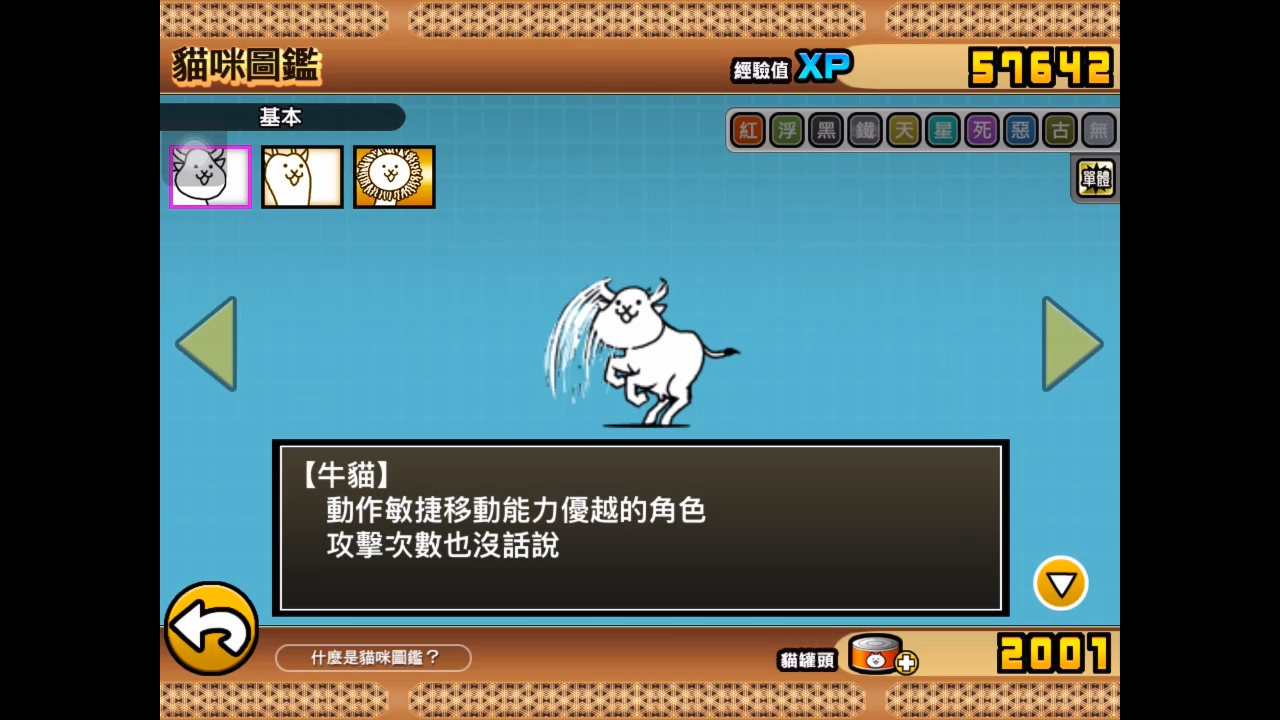 貓咪圖鑑
經驗值 XP 57642
基本
紅 浮 黑 鐵 天 星 死 惡 古 無
單體
【牛貓】
動作敏捷移動能力優越的角色
攻擊次數也沒話說
什麼是貓咪圖鑑？
貓罐頭 2001